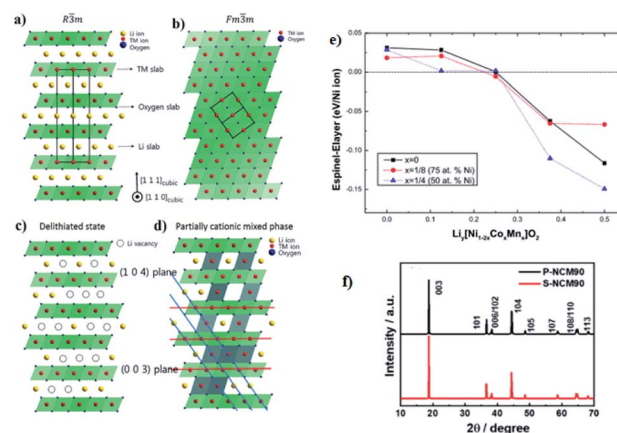 a)
R3̅m
Li ion
TM ion
Oxygen
TM slab
Oxygen slab
Li slab
[1 1 1]cubic
[1 1̅ 0]cubic
b)
Fm3̅m
TM ion
Oxygen
c)
Delithiated state
Li vacancy
(1 0 4) plane
(0 0 3) plane
d)
Partially cationic mixed phase
Li ion
TM ion
Oxygen
e)
Espinel-Elayer (eV/Ni ion)
0.05
0.00
-0.05
-0.10
-0.15
x=0
x=1/8 (75 at. % Ni)
x=1/4 (50 at. % Ni)
0.0 0.1 0.2 0.3 0.4 0.5
Liy[Ni1-2xCoxMnx]O2
f)
Intensity / a.u.
P-NCM90
S-NCM90
003
101
006/102
104
105
107
108/110
113
10 20 30 40 50 60 70
2θ / degree